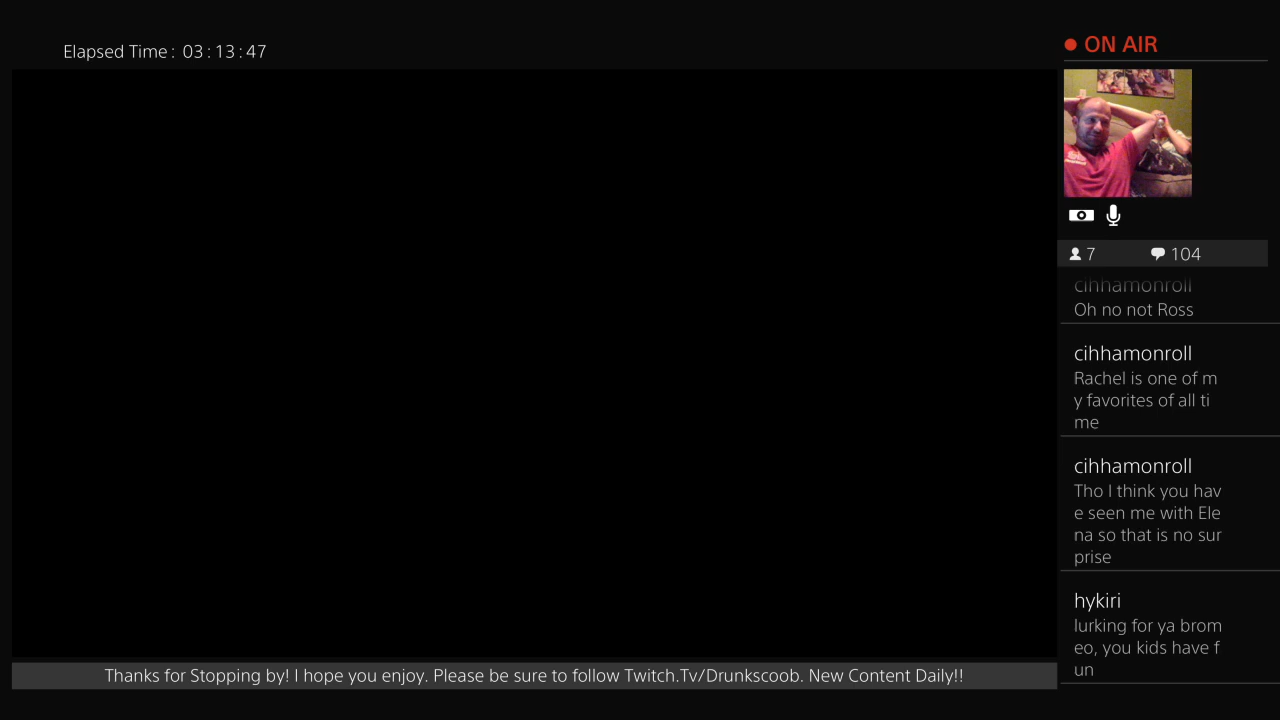 Elapsed Time : 03 : 13 : 47
ON AIR
7
104
cihhamonroll
Oh no not Ross
cihhamonroll
Rachel is one of m
y favorites of all ti
me
cihhamonroll
Tho I think you hav
e seen me with Ele
na so that is no sur
prise
hykiri
lurking for ya brom
eo, you kids have f
un
Thanks for Stopping by! I hope you enjoy. Please be sure to follow Twitch.Tv/Drunkscoob. New Content Daily!!